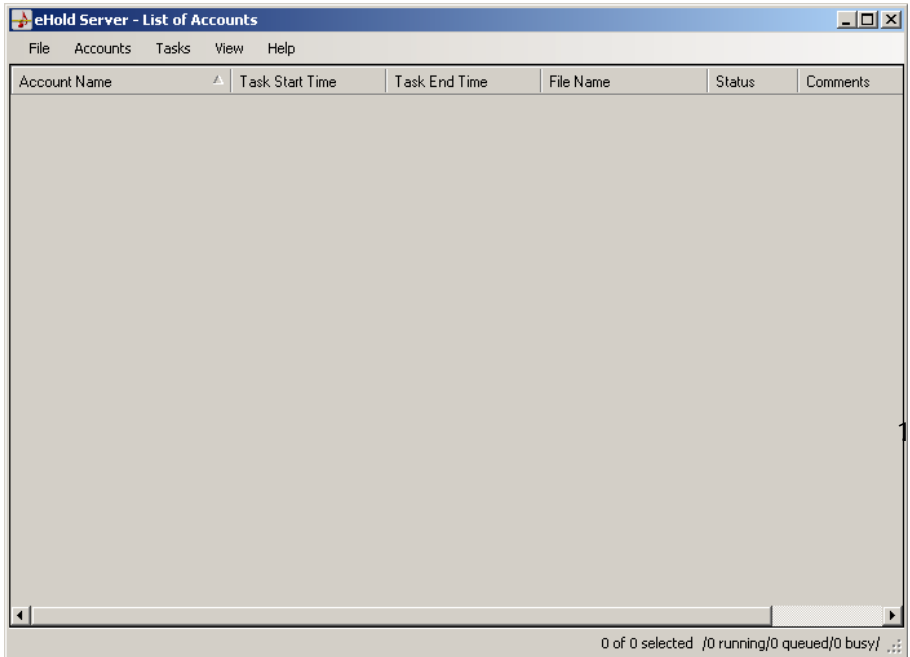 eHold Server - List of Accounts
File Accounts Tasks View Help
Account Name Task Start Time Task End Time File Name Status Comments
1
0 of 0 selected /0 running/0 queued/0 busy/